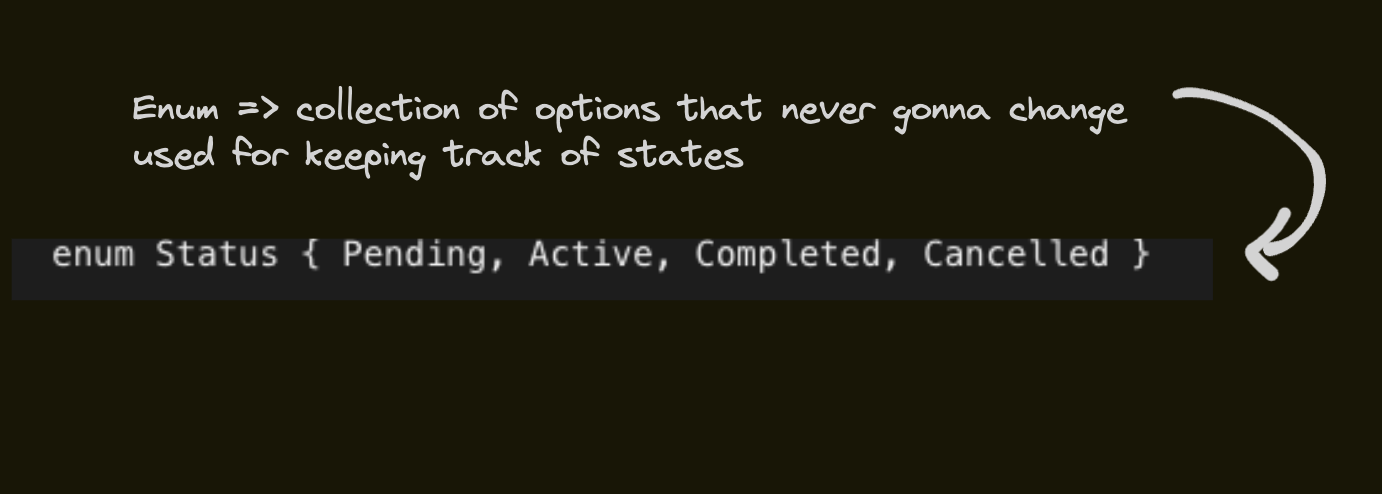 Enum => collection of options that never gonna change
used for keeping track of states
enum Status { Pending, Active, Completed, Cancelled }